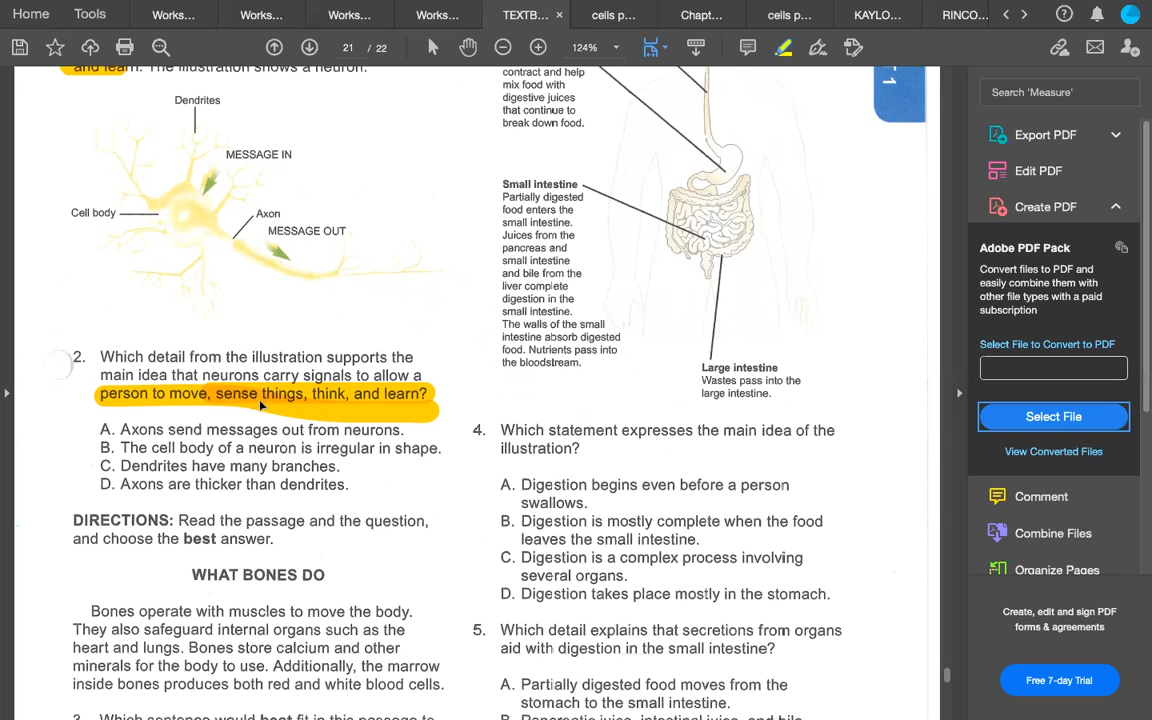 Home
Tools
Works...
Works...
Works...
Works...
TEXTB... ×
cells p...
Chapt...
cells p...
KAYLO...
RINCO...
21 / 22
124%
and learn. The illustration shows a neuron.
Dendrites
MESSAGE IN
Cell body
Axon
MESSAGE OUT
2. Which detail from the illustration supports the
main idea that neurons carry signals to allow a
person to move, sense things, think, and learn?
A. Axons send messages out from neurons.
B. The cell body of a neuron is irregular in shape.
C. Dendrites have many branches.
D. Axons are thicker than dendrites.
DIRECTIONS: Read the passage and the question,
and choose the best answer.
WHAT BONES DO
Bones operate with muscles to move the body.
They also safeguard internal organs such as the
heart and lungs. Bones store calcium and other
minerals for the body to use. Additionally, the marrow
inside bones produces both red and white blood cells.
3. Which sentence would best fit in this passage to
contract and help
mix food with
digestive juices
that continue to
break down food.
Small intestine
Partially digested
food enters the
small intestine.
Juices from the
pancreas and
small intestine
and bile from the
liver complete
digestion in the
small intestine.
The walls of the small
intestine absorb digested
food. Nutrients pass into
the bloodstream.
Large intestine
Wastes pass into the
large intestine.
4. Which statement expresses the main idea of the
illustration?
A. Digestion begins even before a person
swallows.
B. Digestion is mostly complete when the food
leaves the small intestine.
C. Digestion is a complex process involving
several organs.
D. Digestion takes place mostly in the stomach.
5. Which detail explains that secretions from organs
aid with digestion in the small intestine?
A. Partially digested food moves from the
stomach to the small intestine.
B. Pancreatic juice, intestinal juice, and bile
Search 'Measure'
Export PDF
Edit PDF
Create PDF
Adobe PDF Pack
Convert files to PDF and
easily combine them with
other file types with a paid
subscription
Select File to Convert to PDF
Select File
View Converted Files
Comment
Combine Files
Organize Pages
Create, edit and sign PDF
forms & agreements
Free 7-day Trial